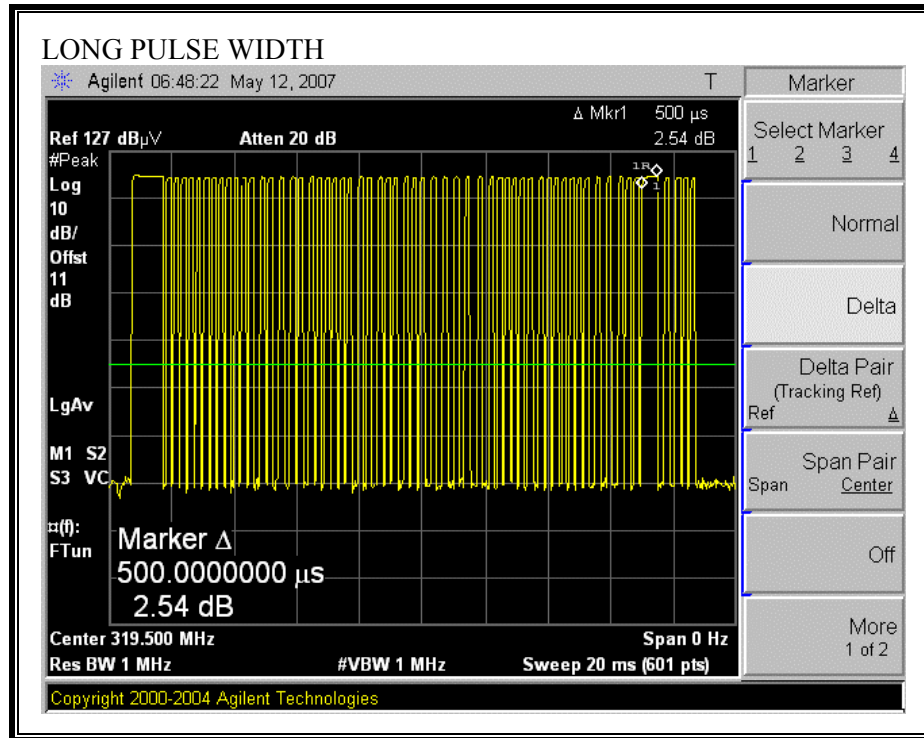 LONG PULSE WIDTH
Agilent 06:48:22 May 12, 2007 T
Δ Mkr1 500 μs
Ref 127 dBμV Atten 20 dB 2.54 dB
#Peak
Log
10
dB/
Offst
11
dB
LgAv
M1 S2
S3 VC
¤(f):
FTun
1R
1
Marker Δ
500.0000000 μs
2.54 dB
Center 319.500 MHz Span 0 Hz
Res BW 1 MHz #VBW 1 MHz Sweep 20 ms (601 pts)
Copyright 2000-2004 Agilent Technologies
Marker
Select Marker
1 2 3 4
Normal
Delta
Delta Pair
(Tracking Ref)
Ref Δ
Span Pair
Span Center
Off
More
1 of 2